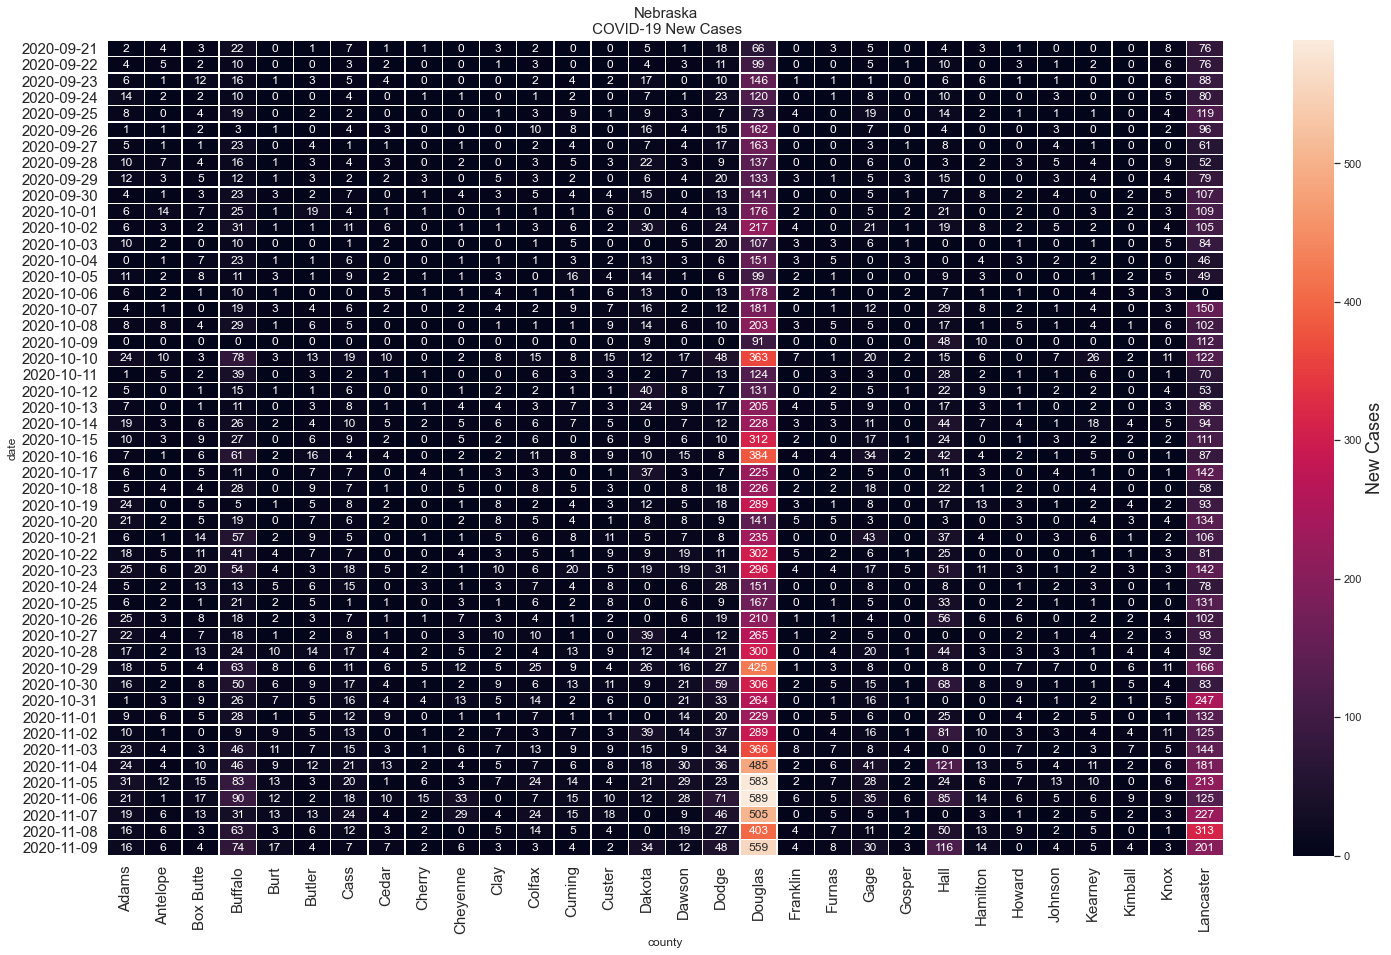 Nebraska
COVID-19 New Cases
2020-09-21 2 4 3 22 0 1 7 1 1 0 3 2 0 0 5 1 18 66 0 3 5 0 4 3 1 0 0 0 8 76
2020-09-22 4 5 2 10 0 0 3 2 0 0 1 3 0 0 4 3 11 99 0 0 5 1 10 0 3 1 2 0 6 76
2020-09-23 6 1 12 16 1 3 5 4 0 0 0 2 4 2 17 0 10 146 1 1 1 0 6 6 1 1 0 0 6 88
2020-09-24 14 2 2 10 0 0 4 0 1 1 0 1 2 0 7 1 23 120 0 1 8 0 10 0 0 3 0 0 5 80
2020-09-25 8 0 4 19 0 2 2 0 0 0 1 3 9 1 9 3 7 73 4 0 19 0 14 2 1 1 1 0 4 119
2020-09-26 1 1 2 3 1 0 4 3 0 0 0 10 8 0 16 4 15 162 0 0 7 0 4 0 0 3 0 0 2 96
2020-09-27 5 1 1 23 0 4 1 1 0 1 0 2 4 0 7 4 17 163 0 0 3 1 8 0 0 4 1 0 0 61
2020-09-28 10 7 4 16 1 3 4 3 0 2 0 3 5 3 22 3 9 137 0 0 6 0 3 2 3 5 4 0 9 52
2020-09-29 12 3 5 12 1 3 2 2 3 0 5 3 2 0 6 4 20 133 3 1 5 3 15 0 0 3 4 0 4 79
2020-09-30 4 1 3 23 3 2 7 0 1 4 3 5 4 4 15 0 13 141 0 0 5 1 7 8 2 4 0 2 5 107
2020-10-01 6 14 7 25 1 19 4 1 1 0 1 1 1 6 0 4 13 176 2 0 5 2 21 0 2 0 3 2 3 109
2020-10-02 6 3 2 31 1 1 11 6 0 1 1 3 6 2 30 6 24 217 4 0 21 1 19 8 2 5 2 0 4 105
2020-10-03 10 2 0 10 0 0 1 2 0 0 0 1 5 0 0 5 20 107 3 3 6 1 0 0 1 0 1 0 5 84
2020-10-04 0 1 7 23 1 1 6 0 0 1 1 1 3 2 13 3 6 151 3 5 0 3 0 4 3 2 2 0 0 46
2020-10-05 11 2 8 11 3 1 9 2 1 1 3 0 16 4 14 1 6 99 2 1 0 0 9 3 0 0 1 2 5 49
2020-10-06 6 2 1 10 1 0 0 5 1 1 4 1 1 6 13 0 13 178 2 1 0 2 7 1 1 0 4 3 3 0
2020-10-07 4 1 0 19 3 4 6 2 0 2 4 2 9 7 16 2 12 181 0 1 12 0 29 8 2 1 4 0 3 150
2020-10-08 8 8 4 29 1 6 5 0 0 0 1 1 1 9 14 6 10 203 3 5 5 0 17 1 5 1 4 1 6 102
2020-10-09 0 0 0 0 0 0 0 0 0 0 0 0 0 0 9 0 0 91 0 0 0 0 48 10 0 0 0 0 0 112
2020-10-10 24 10 3 78 3 13 19 10 0 2 8 15 8 15 12 17 48 363 7 1 20 2 15 6 0 7 26 2 11 122
2020-10-11 1 5 2 39 0 3 2 1 1 0 0 6 3 3 2 7 13 124 0 3 3 0 28 2 1 1 6 0 1 70
2020-10-12 5 0 1 15 1 1 6 0 0 1 2 2 1 1 40 8 7 131 0 2 5 1 22 9 1 2 2 0 4 53
2020-10-13 7 0 1 11 0 3 8 1 1 4 4 3 7 3 24 9 17 205 4 5 9 0 17 3 1 0 2 0 3 86
2020-10-14 19 3 6 26 2 4 10 5 2 5 6 6 7 5 0 7 12 228 3 3 11 0 44 7 4 1 18 4 5 94
2020-10-15 10 3 9 27 0 6 9 2 0 5 2 6 0 6 9 6 10 312 2 0 17 1 24 0 1 3 2 2 2 111
2020-10-16 7 1 6 61 2 16 4 4 0 2 2 11 8 9 10 15 8 384 4 4 34 2 42 4 2 1 5 0 1 87
2020-10-17 6 0 5 11 0 7 7 0 4 1 3 3 0 1 37 3 7 225 0 2 5 0 11 3 0 4 1 0 1 142
2020-10-18 5 4 4 28 0 9 7 1 0 5 0 8 5 3 0 8 18 226 2 2 18 0 22 1 2 0 4 0 0 58
2020-10-19 24 0 5 5 1 5 8 2 0 1 8 2 4 3 12 5 18 289 3 1 8 0 17 13 3 1 2 4 2 93
2020-10-20 21 2 5 19 0 7 6 2 0 2 8 5 4 1 8 8 9 141 5 5 3 0 3 0 3 0 4 3 4 134
2020-10-21 6 1 14 57 2 9 5 0 1 1 5 6 8 11 5 7 8 235 0 0 43 0 37 4 0 3 6 1 2 106
2020-10-22 18 5 11 41 4 7 7 0 0 4 3 5 1 9 9 19 11 302 5 2 6 1 25 0 0 0 1 1 3 81
2020-10-23 25 6 20 54 4 3 18 5 2 1 10 6 20 5 19 19 31 296 4 4 17 5 51 11 3 1 2 3 3 142
2020-10-24 5 2 13 13 5 6 15 0 3 1 3 7 4 8 0 6 28 151 0 0 8 0 8 0 1 2 3 0 1 78
2020-10-25 6 2 1 21 2 5 1 1 0 3 1 6 2 8 0 6 9 167 0 1 5 0 33 0 2 1 1 0 0 131
2020-10-26 25 3 8 18 2 3 7 1 1 7 3 4 1 2 0 6 19 210 1 1 4 0 56 6 6 0 2 2 4 102
2020-10-27 22 4 7 18 1 2 8 1 0 3 10 10 1 0 39 4 12 265 1 2 5 0 0 0 2 1 4 2 3 93
2020-10-28 17 2 13 24 10 14 17 4 2 5 2 4 13 9 12 14 21 300 0 4 20 1 44 3 3 3 1 4 4 92
2020-10-29 18 5 4 63 8 6 11 6 5 12 5 25 9 4 26 16 27 425 1 3 8 0 8 0 7 7 0 6 11 166
2020-10-30 16 2 8 50 6 9 17 4 1 2 9 6 13 11 9 21 59 306 2 5 15 1 68 8 9 1 1 5 4 83
2020-10-31 1 3 9 26 7 5 16 4 4 13 5 14 2 6 0 21 33 264 0 1 16 1 0 0 4 1 2 1 5 247
2020-11-01 9 6 5 28 1 5 12 9 0 1 1 7 1 1 0 14 20 229 0 5 6 0 25 0 4 2 5 0 1 132
2020-11-02 10 1 0 9 9 5 13 0 1 2 7 3 7 3 39 14 37 289 0 4 16 1 81 10 3 3 4 4 11 125
2020-11-03 23 4 3 46 11 7 15 3 1 6 7 13 9 9 15 9 34 366 8 7 8 4 0 0 7 2 3 7 5 144
2020-11-04 24 4 10 46 9 12 21 13 2 4 5 7 6 8 18 30 36 485 2 6 41 2 121 13 5 4 11 2 6 181
2020-11-05 31 12 15 83 13 3 20 1 6 3 7 24 14 4 21 29 23 583 2 7 28 2 24 6 7 13 10 0 6 213
2020-11-06 21 1 17 90 12 2 18 10 15 33 0 7 15 10 12 28 71 589 6 5 35 6 85 14 6 5 6 9 9 125
2020-11-07 19 6 13 31 13 13 24 4 2 29 4 24 15 18 0 9 46 505 0 5 5 1 0 3 1 2 5 2 3 227
2020-11-08 16 6 3 63 3 6 12 3 2 0 5 14 5 4 0 19 27 403 4 7 11 2 50 13 9 2 5 0 1 313
2020-11-09 16 6 4 74 17 4 7 7 2 6 3 3 4 2 34 12 48 559 4 8 30 3 116 14 0 4 5 4 3 201
Adams Antelope Box Butte Buffalo Burt Butler Cass Cedar Cherry Cheyenne Clay Colfax Cuming Custer Dakota Dawson Dodge Douglas Franklin Furnas Gage Gosper Hall Hamilton Howard Johnson Kearney Kimball Knox Lancaster
county
date
500
400
300
200
100
0
New Cases